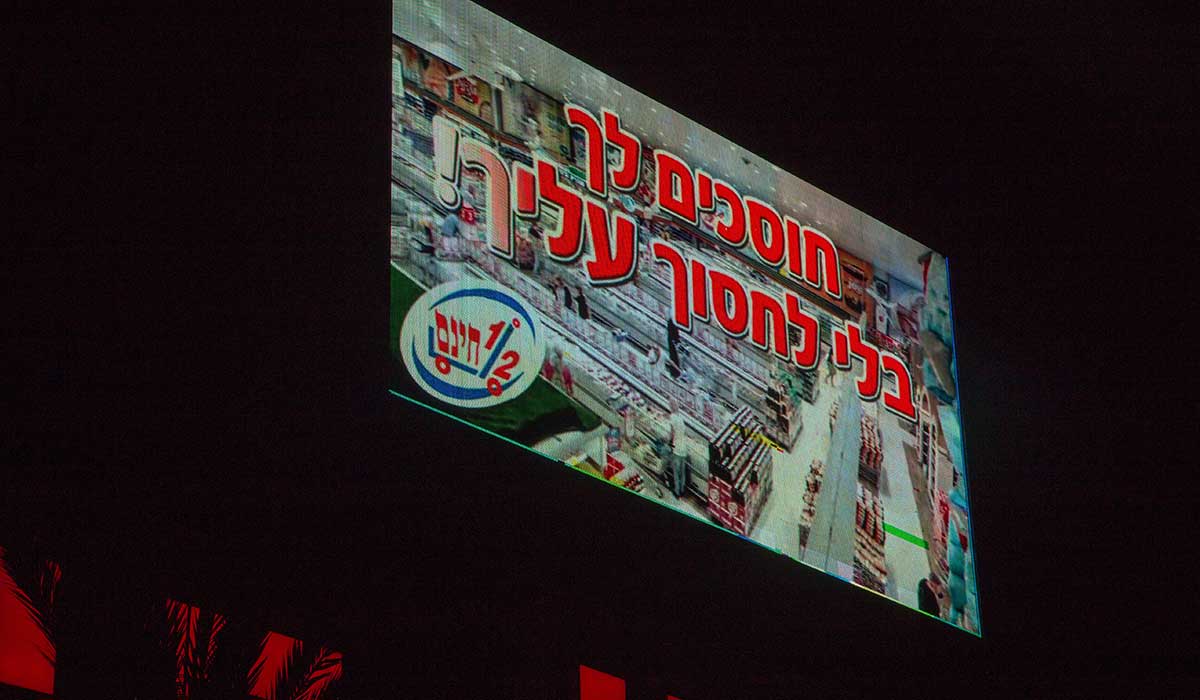 חוסכים לך
בלי לחסוך עליך!
חינם 1/2